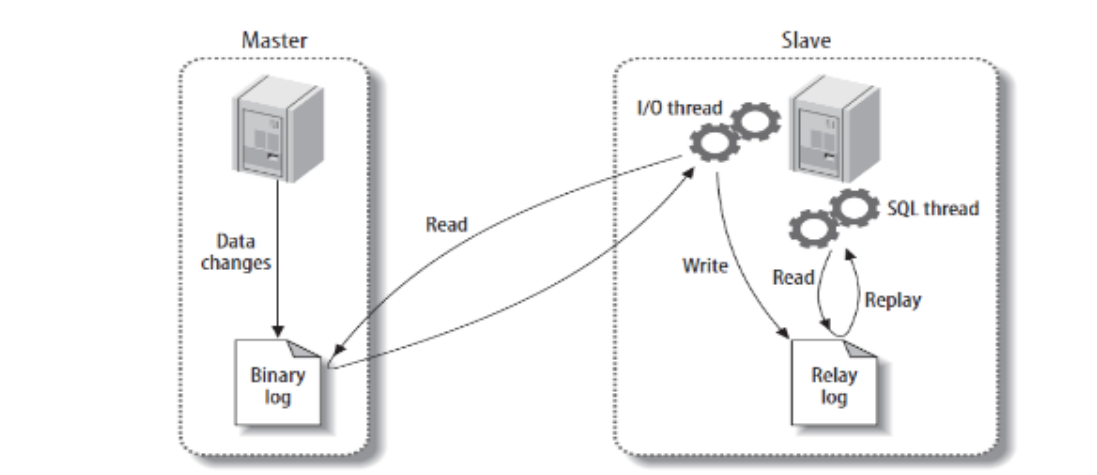 Master
Slave
I/O thread
SQL thread
Read
Data
changes
Write
Read
Replay
Binary
log
Relay
log